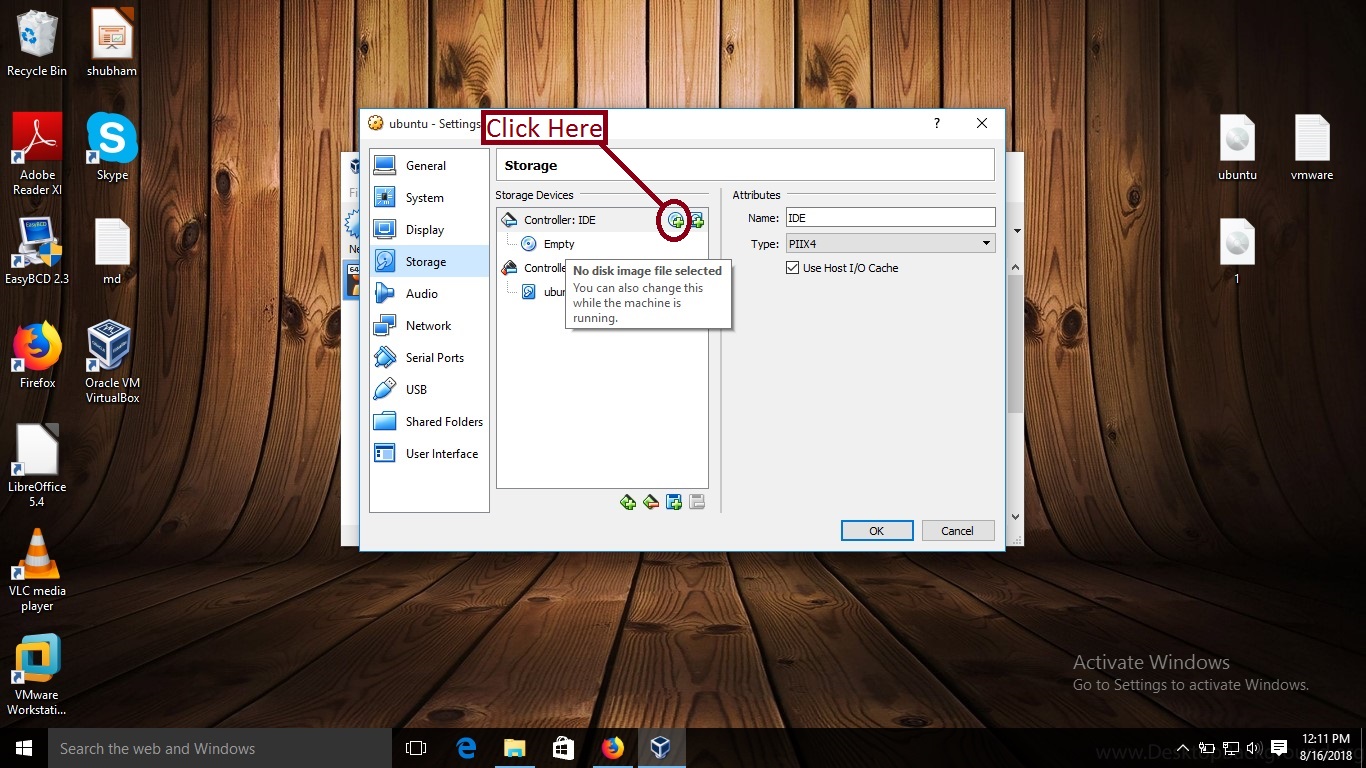 Recycle Bin
shubham
Adobe
Reader XI
Skype
EasyBCD 2.3
md
Firefox
Oracle VM
VirtualBox
LibreOffice
5.4
VLC media
player
VMware
Workstati...
ubuntu
vmware
1
ubuntu - Settings
Click Here
?
General
System
Display
Storage
Audio
Network
Serial Ports
USB
Shared Folders
User Interface
Storage
Storage Devices
Controller: IDE
Empty
Controlle
ubun
No disk image file selected
You can also change this
while the machine is
running.
Attributes
Name: IDE
Type: PIIX4
Use Host I/O Cache
OK
Cancel
Fi
Ne
64
Activate Windows
Go to Settings to activate Windows.
Search the web and Windows
12:11 PM
8/16/2018